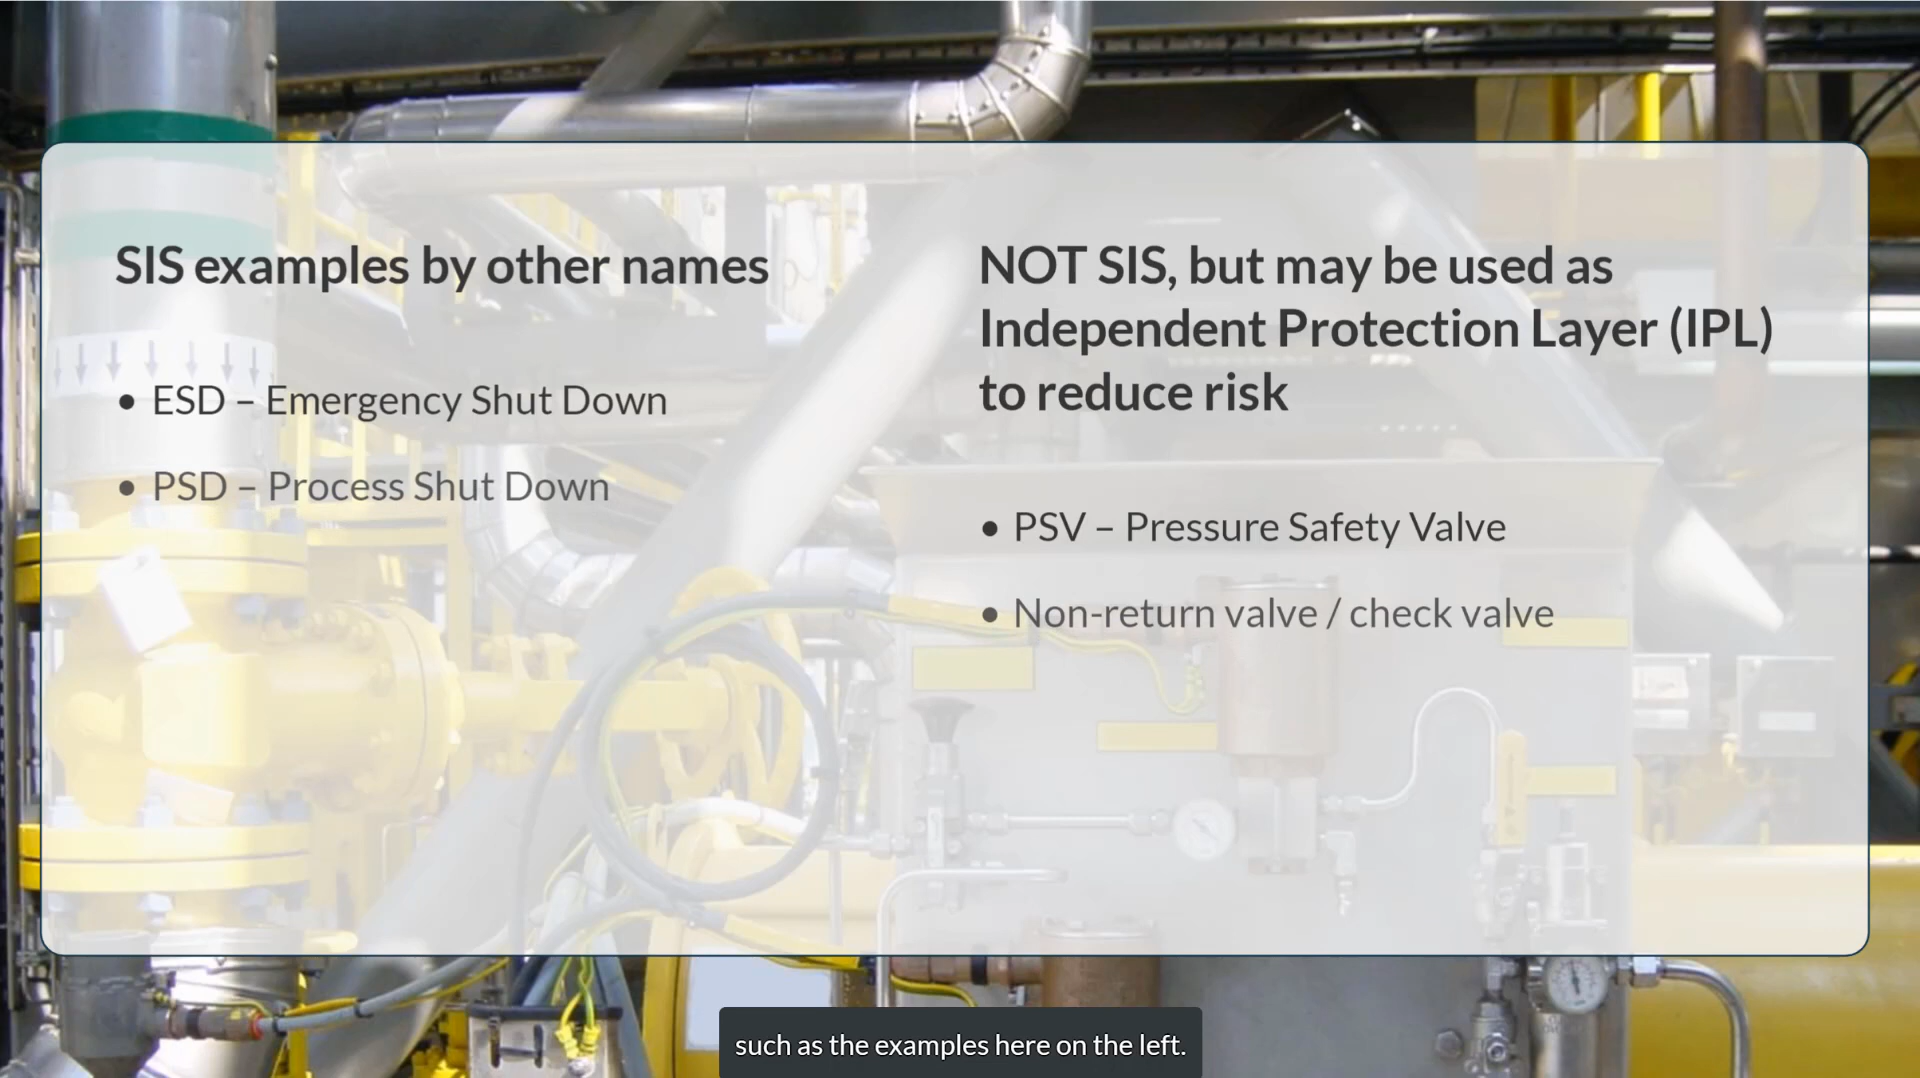 SIS examples by other names
• ESD – Emergency Shut Down
• PSD – Process Shut Down
NOT SIS, but may be used as
Independent Protection Layer (IPL)
to reduce risk
• PSV – Pressure Safety Valve
• Non-return valve / check valve
such as the examples here on the left.